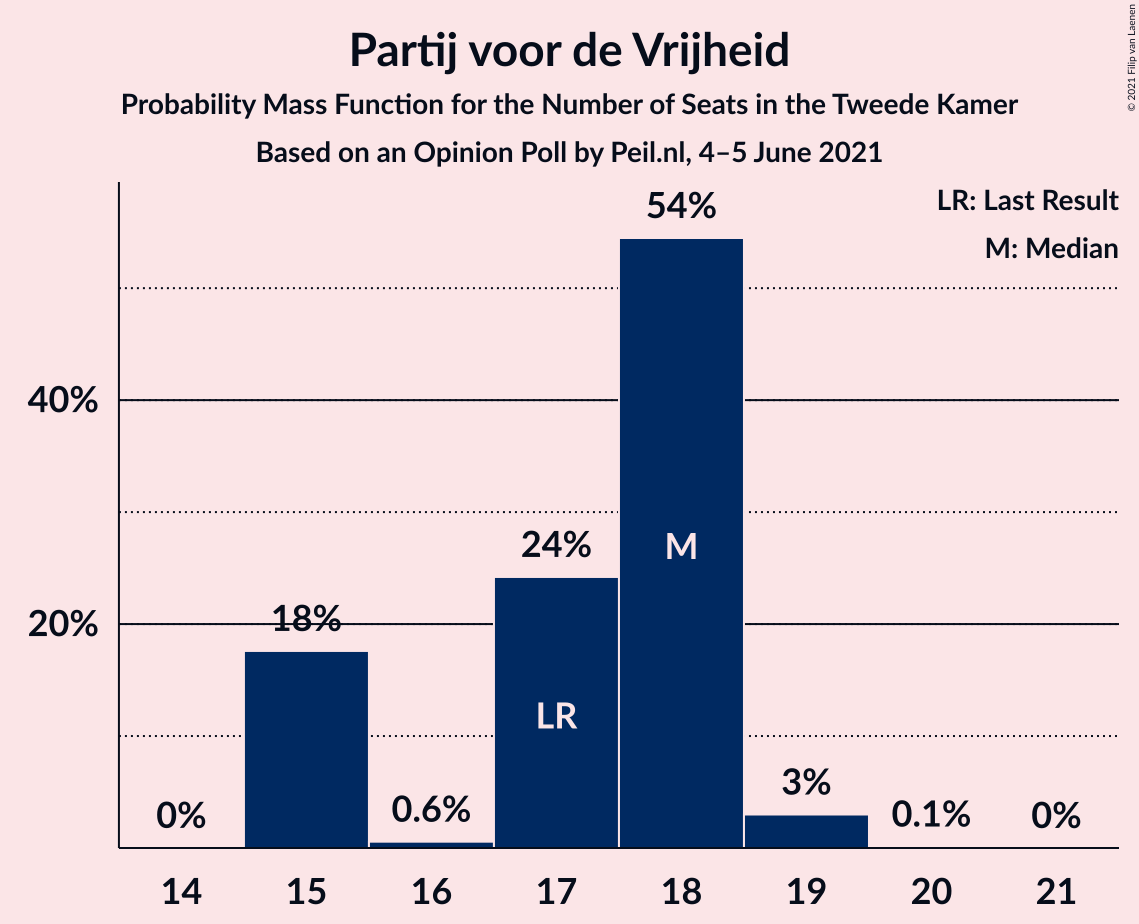 Partij voor de Vrijheid
Probability Mass Function for the Number of Seats in the Tweede Kamer
Based on an Opinion Poll by Peil.nl, 4–5 June 2021
© 2021 Filip van Laenen
LR: Last Result
M: Median
54%
40%
24%
M
18%
20%
LR
0%
0.6%
3%
0.1%
0%
14 15 16 17 18 19 20 21